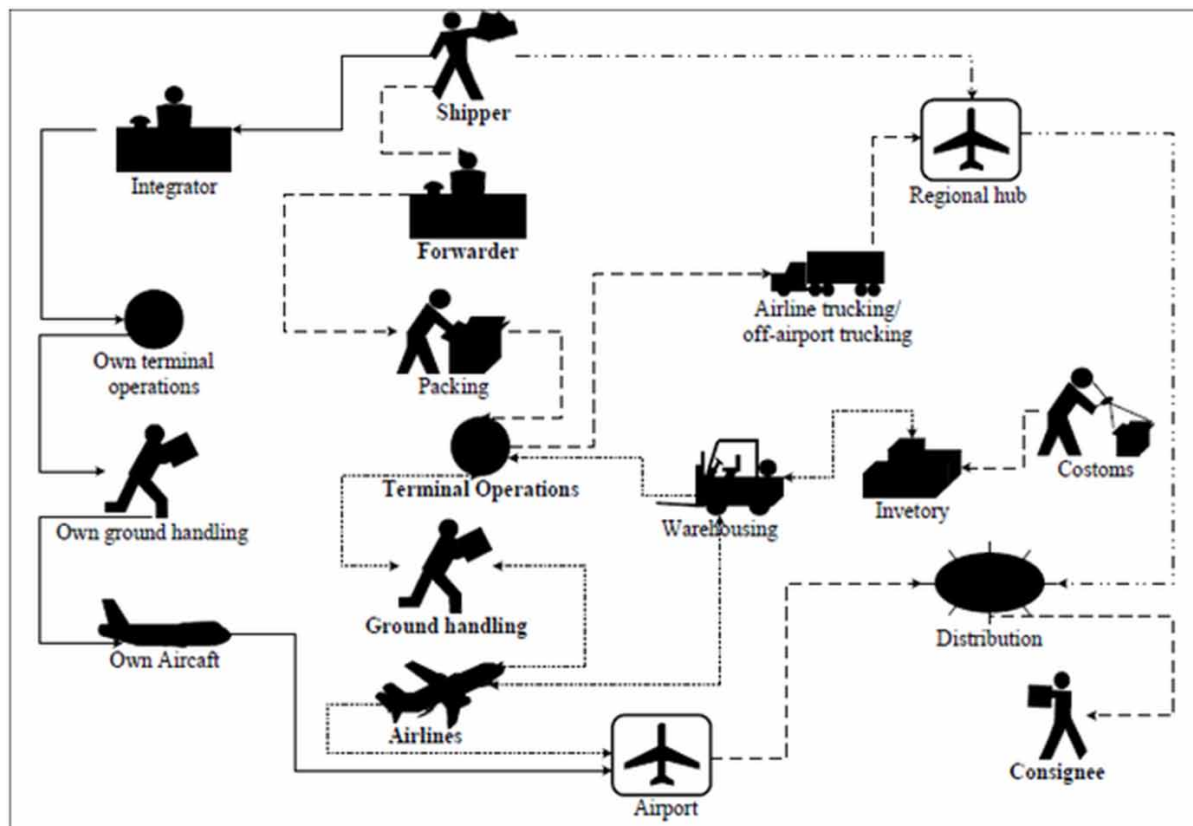 Shipper
Integrator
Regional hub
Forwarder
Airline trucking/
off-airport trucking
Own terminal
operations
Packing
Costoms
Terminal Operations
Invetory
Warehousing
Own ground handling
Ground handling
Distribution
Own Aircaft
Airlines
Consignee
Airport